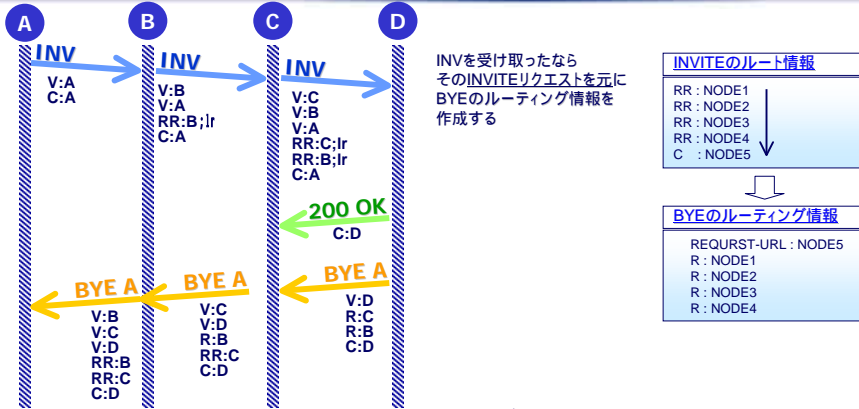 A
B
C
D
INV
V:A
C:A
INV
V:B
V:A
RR:B;lr
C:A
INV
V:C
V:B
V:A
RR:C;lr
RR:B;lr
C:A
200 OK
C:D
BYE A
V:D
R:C
R:B
C:D
BYE A
V:C
V:D
R:B
RR:C
C:D
BYE A
V:B
V:C
V:D
RR:B
RR:C
C:D
INVを受け取ったなら
そのINVITEリクエストを元に
BYEのルーティング情報を
作成する
INVITEのルート情報
RR : NODE1
RR : NODE2
RR : NODE3
RR : NODE4
C : NODE5
BYEのルーティング情報
REQURST-URL : NODE5
R : NODE1
R : NODE2
R : NODE3
R : NODE4